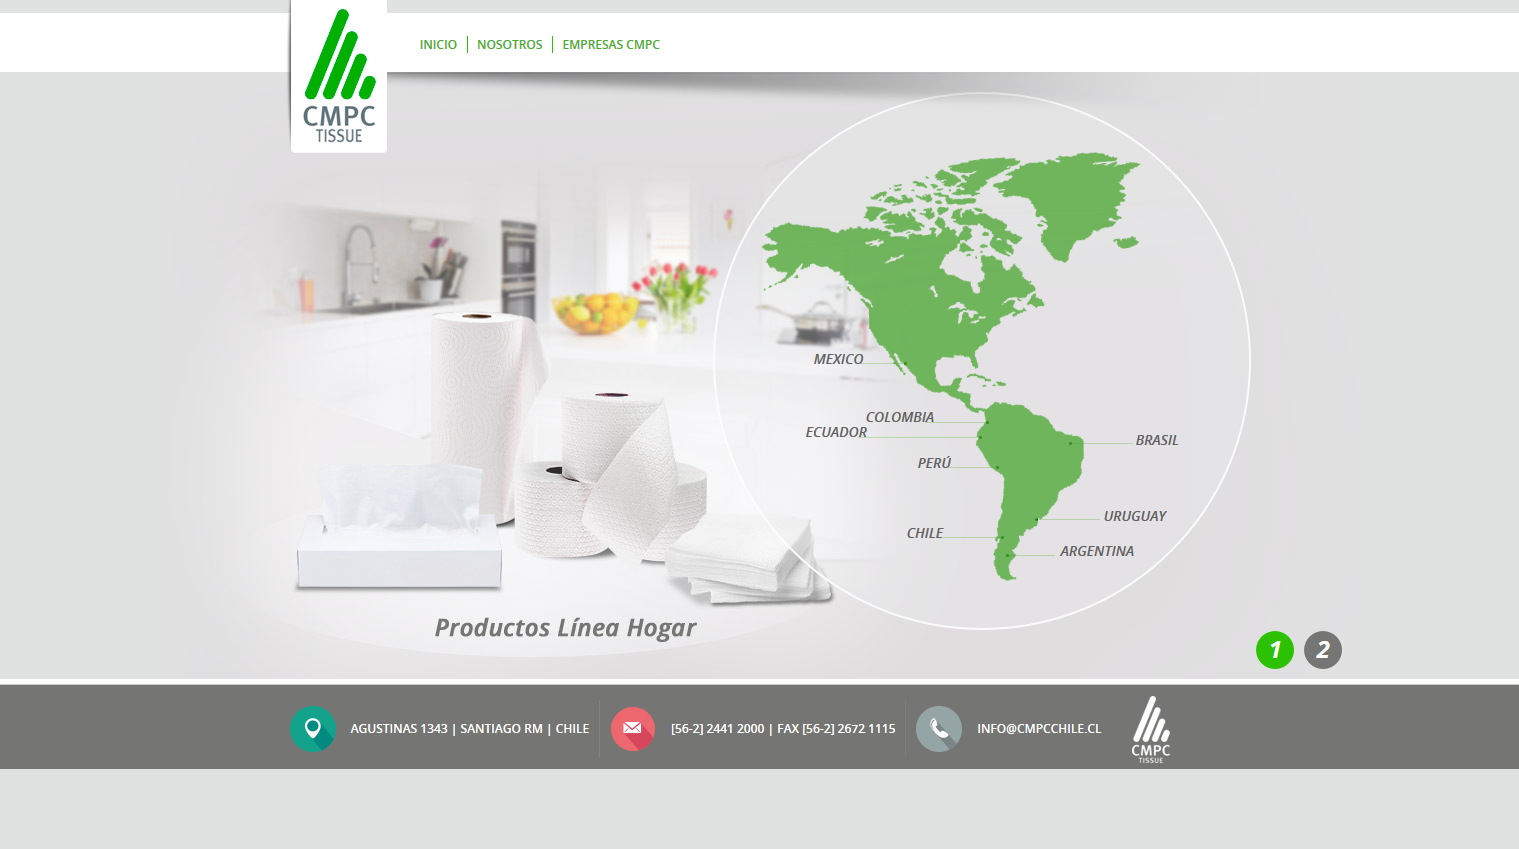 CMPC
TISSUE
INICIO
NOSOTROS
EMPRESAS CMPC
MEXICO
COLOMBIA
ECUADOR
BRASIL
PERÚ
URUGUAY
CHILE
ARGENTINA
Productos Línea Hogar
1 2
AGUSTINAS 1343 | SANTIAGO RM | CHILE
[56-2] 2441 2000 | FAX [56-2] 2672 1115
INFO@CMPCCHILE.CL
CMPC
TISSUE